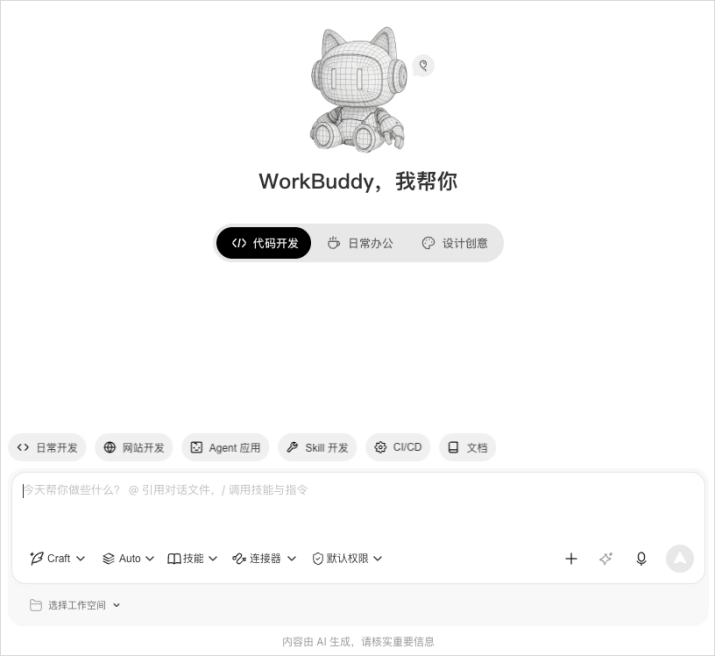 WorkBuddy，我帮你
代码开发 日常办公 设计创意
日常开发 网站开发 Agent 应用 Skill 开发 CI/CD 文档
今天帮你做些什么？ @ 引用对话文件，/ 调用技能与指令
Craft Auto 技能 连接器 默认权限
选择工作空间
内容由 AI 生成，请核实重要信息